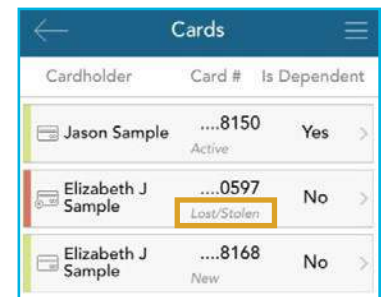 Cards
Cardholder Card # Is Dependent
Jason Sample ....8150 Yes
Active
Elizabeth J ....0597 No
Sample Lost/Stolen
Elizabeth J ....8168 No
Sample New